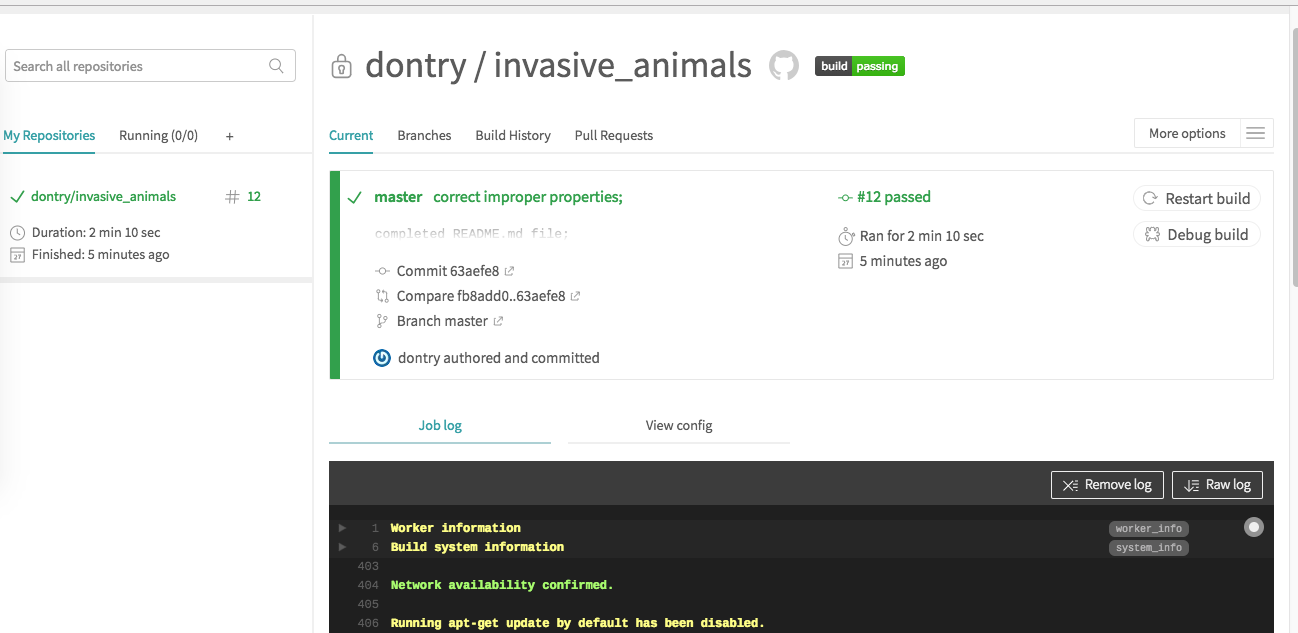 Search all repositories
My Repositories Running (0/0) +
dontry/invasive_animals # 12
Duration: 2 min 10 sec
Finished: 5 minutes ago
dontry / invasive_animals build passing
Current Branches Build History Pull Requests More options
master correct improper properties; #12 passed Restart build
completed README.md file; Ran for 2 min 10 sec Debug build
5 minutes ago
Commit 63aefe8
Compare fb8add0..63aefe8
Branch master
dontry authored and committed
Job log View config
Remove log Raw log
1 Worker information worker_info
6 Build system information system_info
403
404 Network availability confirmed.
405
406 Running apt-get update by default has been disabled.